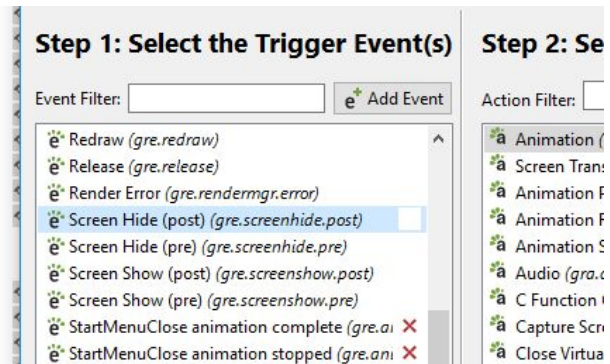 Step 1: Select the Trigger Event(s)
Event Filter:
Add Event
Redraw (gre.redraw)
Release (gre.release)
Render Error (gre.rendermgr.error)
Screen Hide (post) (gre.screenhide.post)
Screen Hide (pre) (gre.screenhide.pre)
Screen Show (post) (gre.screenshow.post)
Screen Show (pre) (gre.screenshow.pre)
StartMenuClose animation complete (gre.a
StartMenuClose animation stopped (gre.ani
Step 2: Se
Action Filter:
Animation (
Screen Trans
Animation P
Animation
Animation S
Audio (gra.
C Function
Capture Scre
Close Virtua